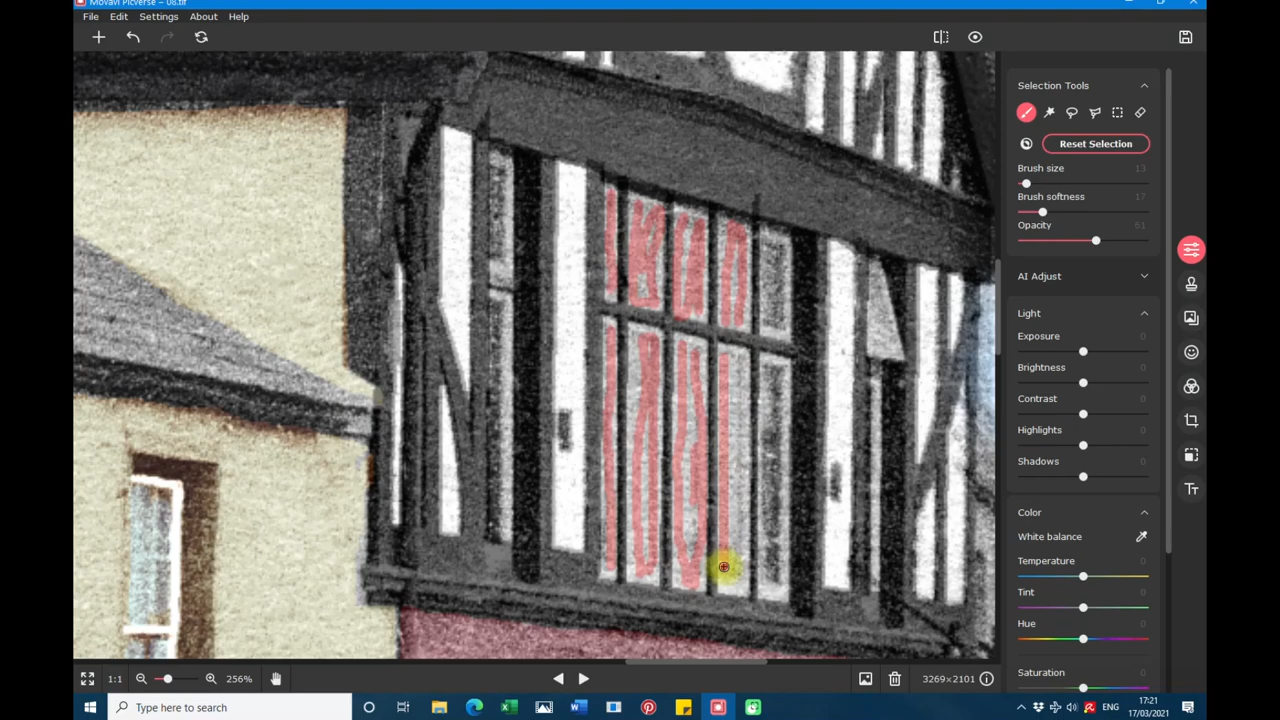 Movavi Picverse – 08.tif
File Edit Settings About Help
Selection Tools
Reset Selection
Brush size 13
Brush softness 17
Opacity 61
AI Adjust
Light
Exposure 0
Brightness 0
Contrast 0
Highlights 0
Shadows 0
Color
White balance
Temperature 0
Tint 0
Hue 0
Saturation 0
1:1 256% 3269×2101
Type here to search
ENG
17:21
17/03/2021